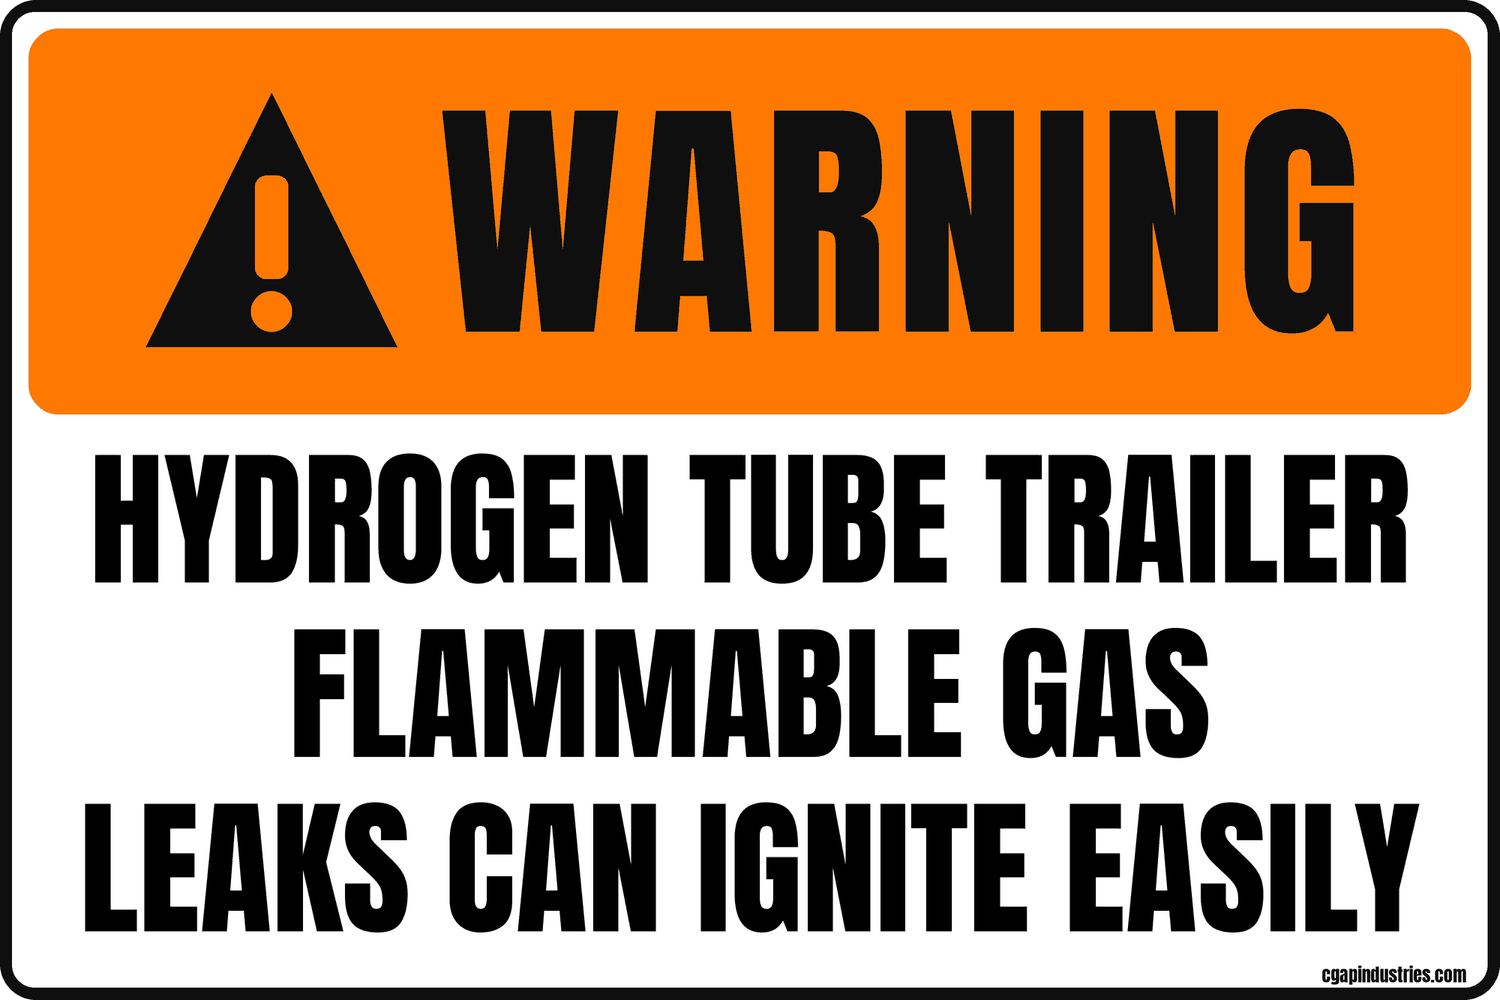 WARNING
HYDROGEN TUBE TRAILER
FLAMMABLE GAS
LEAKS CAN IGNITE EASILY
cgapindustries.com